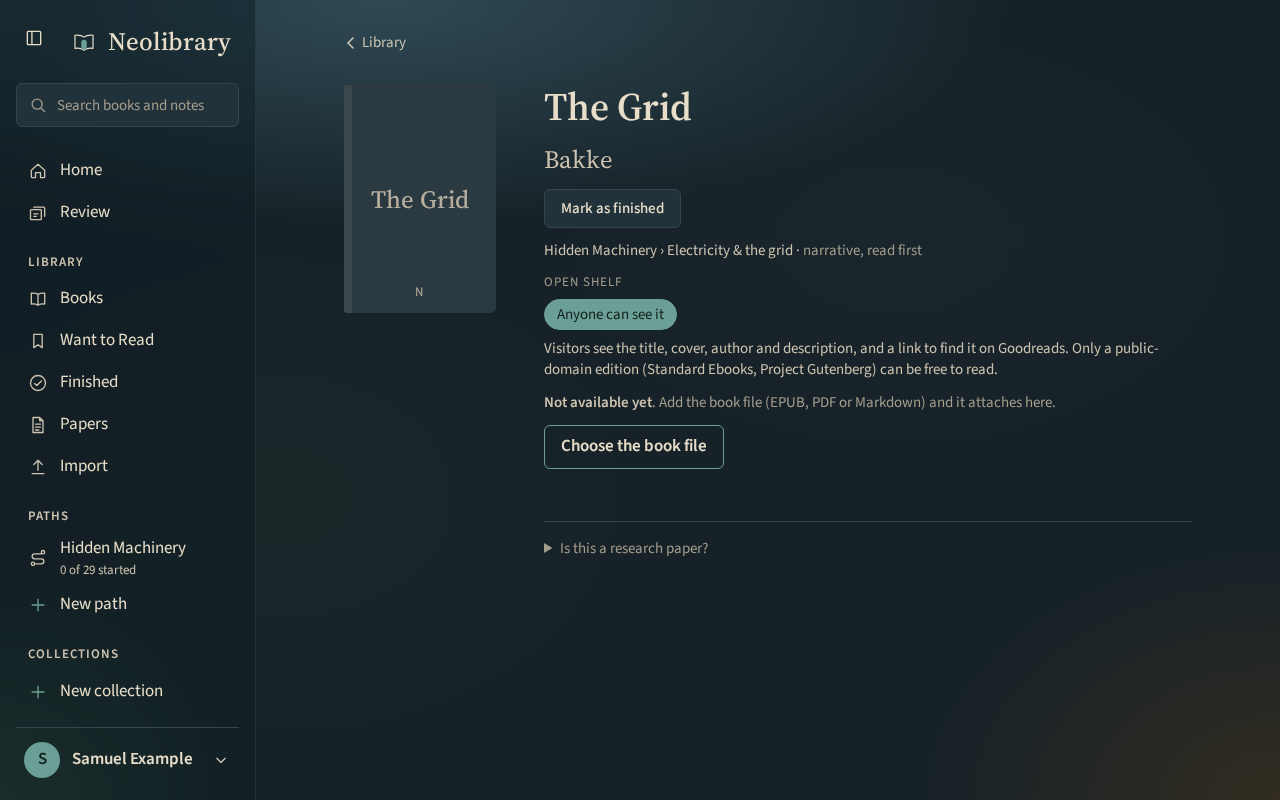 Neolibrary
Search books and notes
Home
Review
LIBRARY
Books
Want to Read
Finished
Papers
Import
PATHS
Hidden Machinery
0 of 29 started
New path
COLLECTIONS
New collection
S
Samuel Example
Library
The Grid
N
The Grid
Bakke
Mark as finished
Hidden Machinery › Electricity & the grid · narrative, read first
OPEN SHELF
Anyone can see it
Visitors see the title, cover, author and description, and a link to find it on Goodreads. Only a public-
domain edition (Standard Ebooks, Project Gutenberg) can be free to read.
Not available yet. Add the book file (EPUB, PDF or Markdown) and it attaches here.
Choose the book file
Is this a research paper?